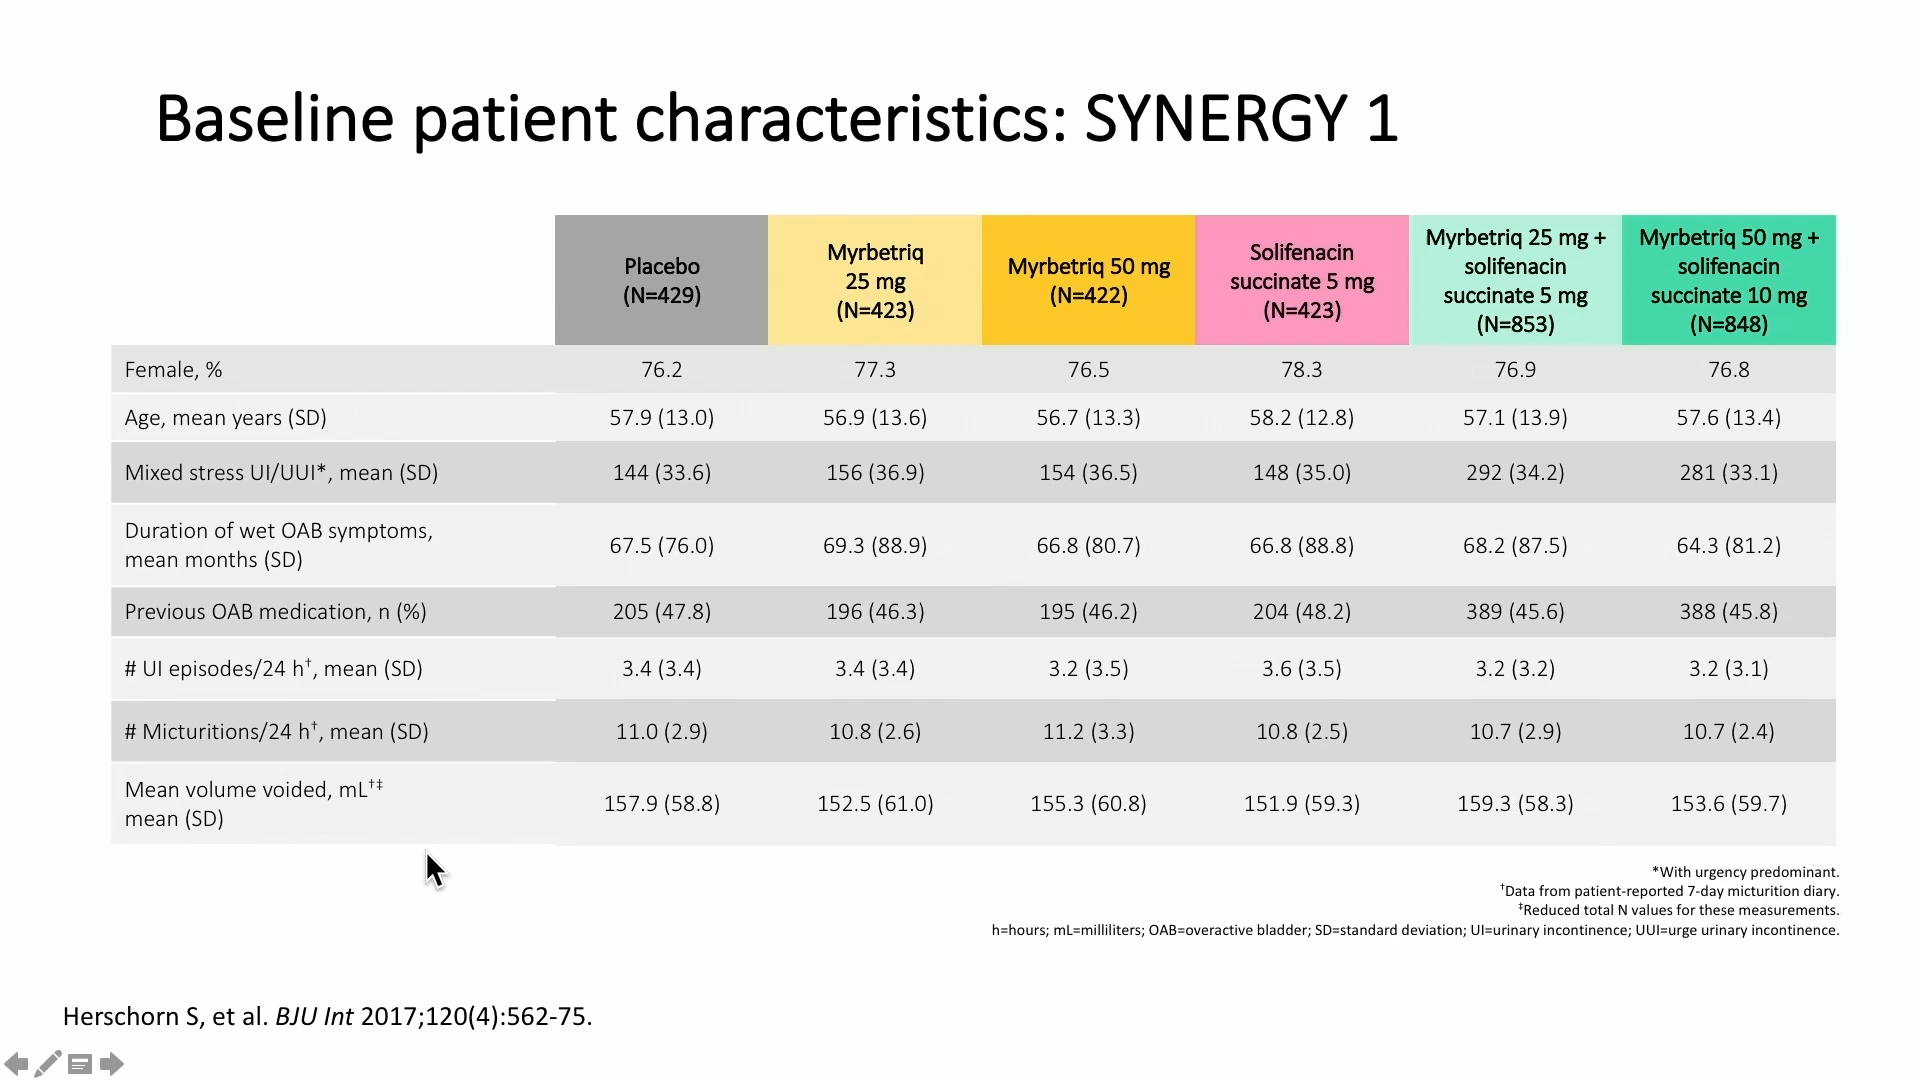 Baseline patient characteristics: SYNERGY 1
Placebo
(N=429)
Myrbetriq
25 mg
(N=423)
Myrbetriq 50 mg
(N=422)
Solifenacin
succinate 5 mg
(N=423)
Myrbetriq 25 mg +
solifenacin
succinate 5 mg
(N=853)
Myrbetriq 50 mg +
solifenacin
succinate 10 mg
(N=848)
Female, % 76.2 77.3 76.5 78.3 76.9 76.8
Age, mean years (SD) 57.9 (13.0) 56.9 (13.6) 56.7 (13.3) 58.2 (12.8) 57.1 (13.9) 57.6 (13.4)
Mixed stress UI/UUI*, mean (SD) 144 (33.6) 156 (36.9) 154 (36.5) 148 (35.0) 292 (34.2) 281 (33.1)
Duration of wet OAB symptoms,
mean months (SD) 67.5 (76.0) 69.3 (88.9) 66.8 (80.7) 66.8 (88.8) 68.2 (87.5) 64.3 (81.2)
Previous OAB medication, n (%) 205 (47.8) 196 (46.3) 195 (46.2) 204 (48.2) 389 (45.6) 388 (45.8)
# UI episodes/24 h†, mean (SD) 3.4 (3.4) 3.4 (3.4) 3.2 (3.5) 3.6 (3.5) 3.2 (3.2) 3.2 (3.1)
# Micturitions/24 h†, mean (SD) 11.0 (2.9) 10.8 (2.6) 11.2 (3.3) 10.8 (2.5) 10.7 (2.9) 10.7 (2.4)
Mean volume voided, mL†‡
mean (SD) 157.9 (58.8) 152.5 (61.0) 155.3 (60.8) 151.9 (59.3) 159.3 (58.3) 153.6 (59.7)
*With urgency predominant.
†Data from patient-reported 7-day micturition diary.
‡Reduced total N values for these measurements.
h=hours; mL=milliliters; OAB=overactive bladder; SD=standard deviation; UI=urinary incontinence; UUI=urge urinary incontinence.
Herschorn S, et al. BJU Int 2017;120(4):562-75.